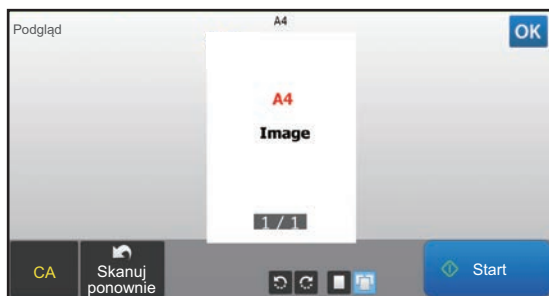 Podgląd
A4
OK
A4
Image
1 / 1
CA
Skanuj
ponownie
Start